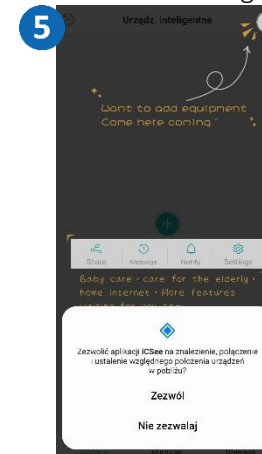 5
Urządz. inteligentne
Want to add equipment
Come here coming ~
Share Message Notify Settings
Baby care · care for the elderly ·
home internet · More features
Zezwolić aplikacji iCSee na znalezienie, połączenie
i ustalenie względnego położenia urządzeń
w pobliżu?
Zezwól
Nie zezwalaj